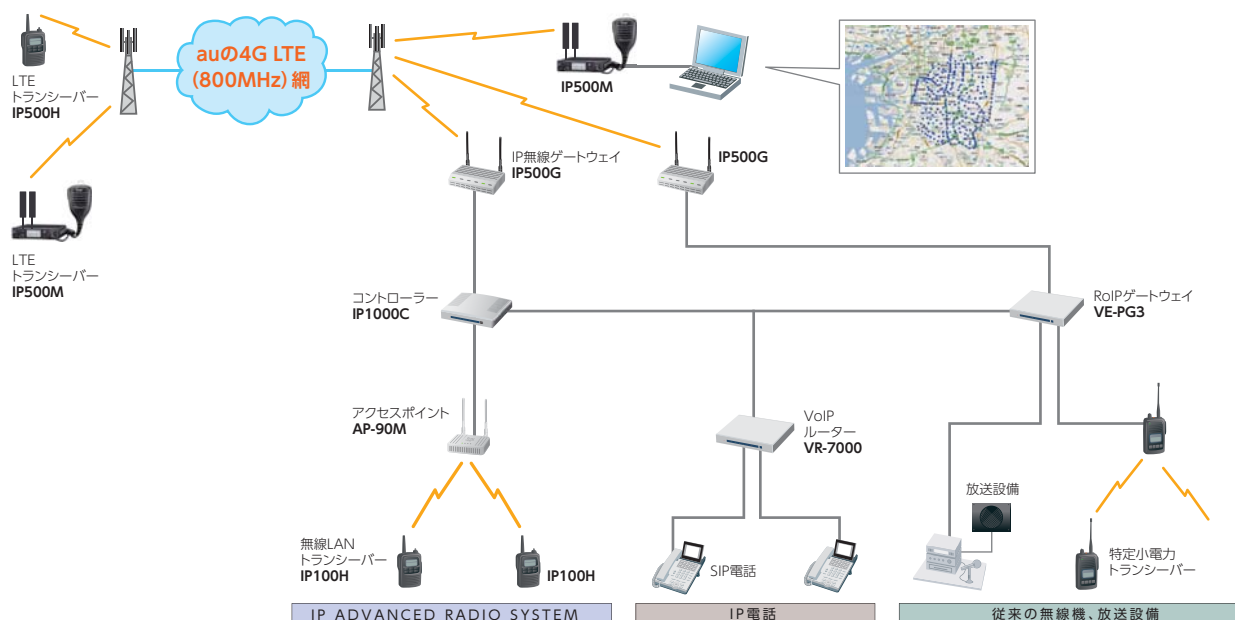 LTE
トランシーバー
IP500H
auの4G LTE
(800MHz) 網
IP500M
IP無線ゲートウェイ
IP500G
IP500G
LTE
トランシーバー
IP500M
コントローラー
IP1000C
RoIPゲートウェイ
VE-PG3
アクセスポイント
AP-90M
VoIP
ルーター
VR-7000
放送設備
無線LAN
トランシーバー
IP100H
IP100H
SIP電話
特定小電力
トランシーバー
IP ADVANCED RADIO SYSTEM
IP電話
従来の無線機、放送設備